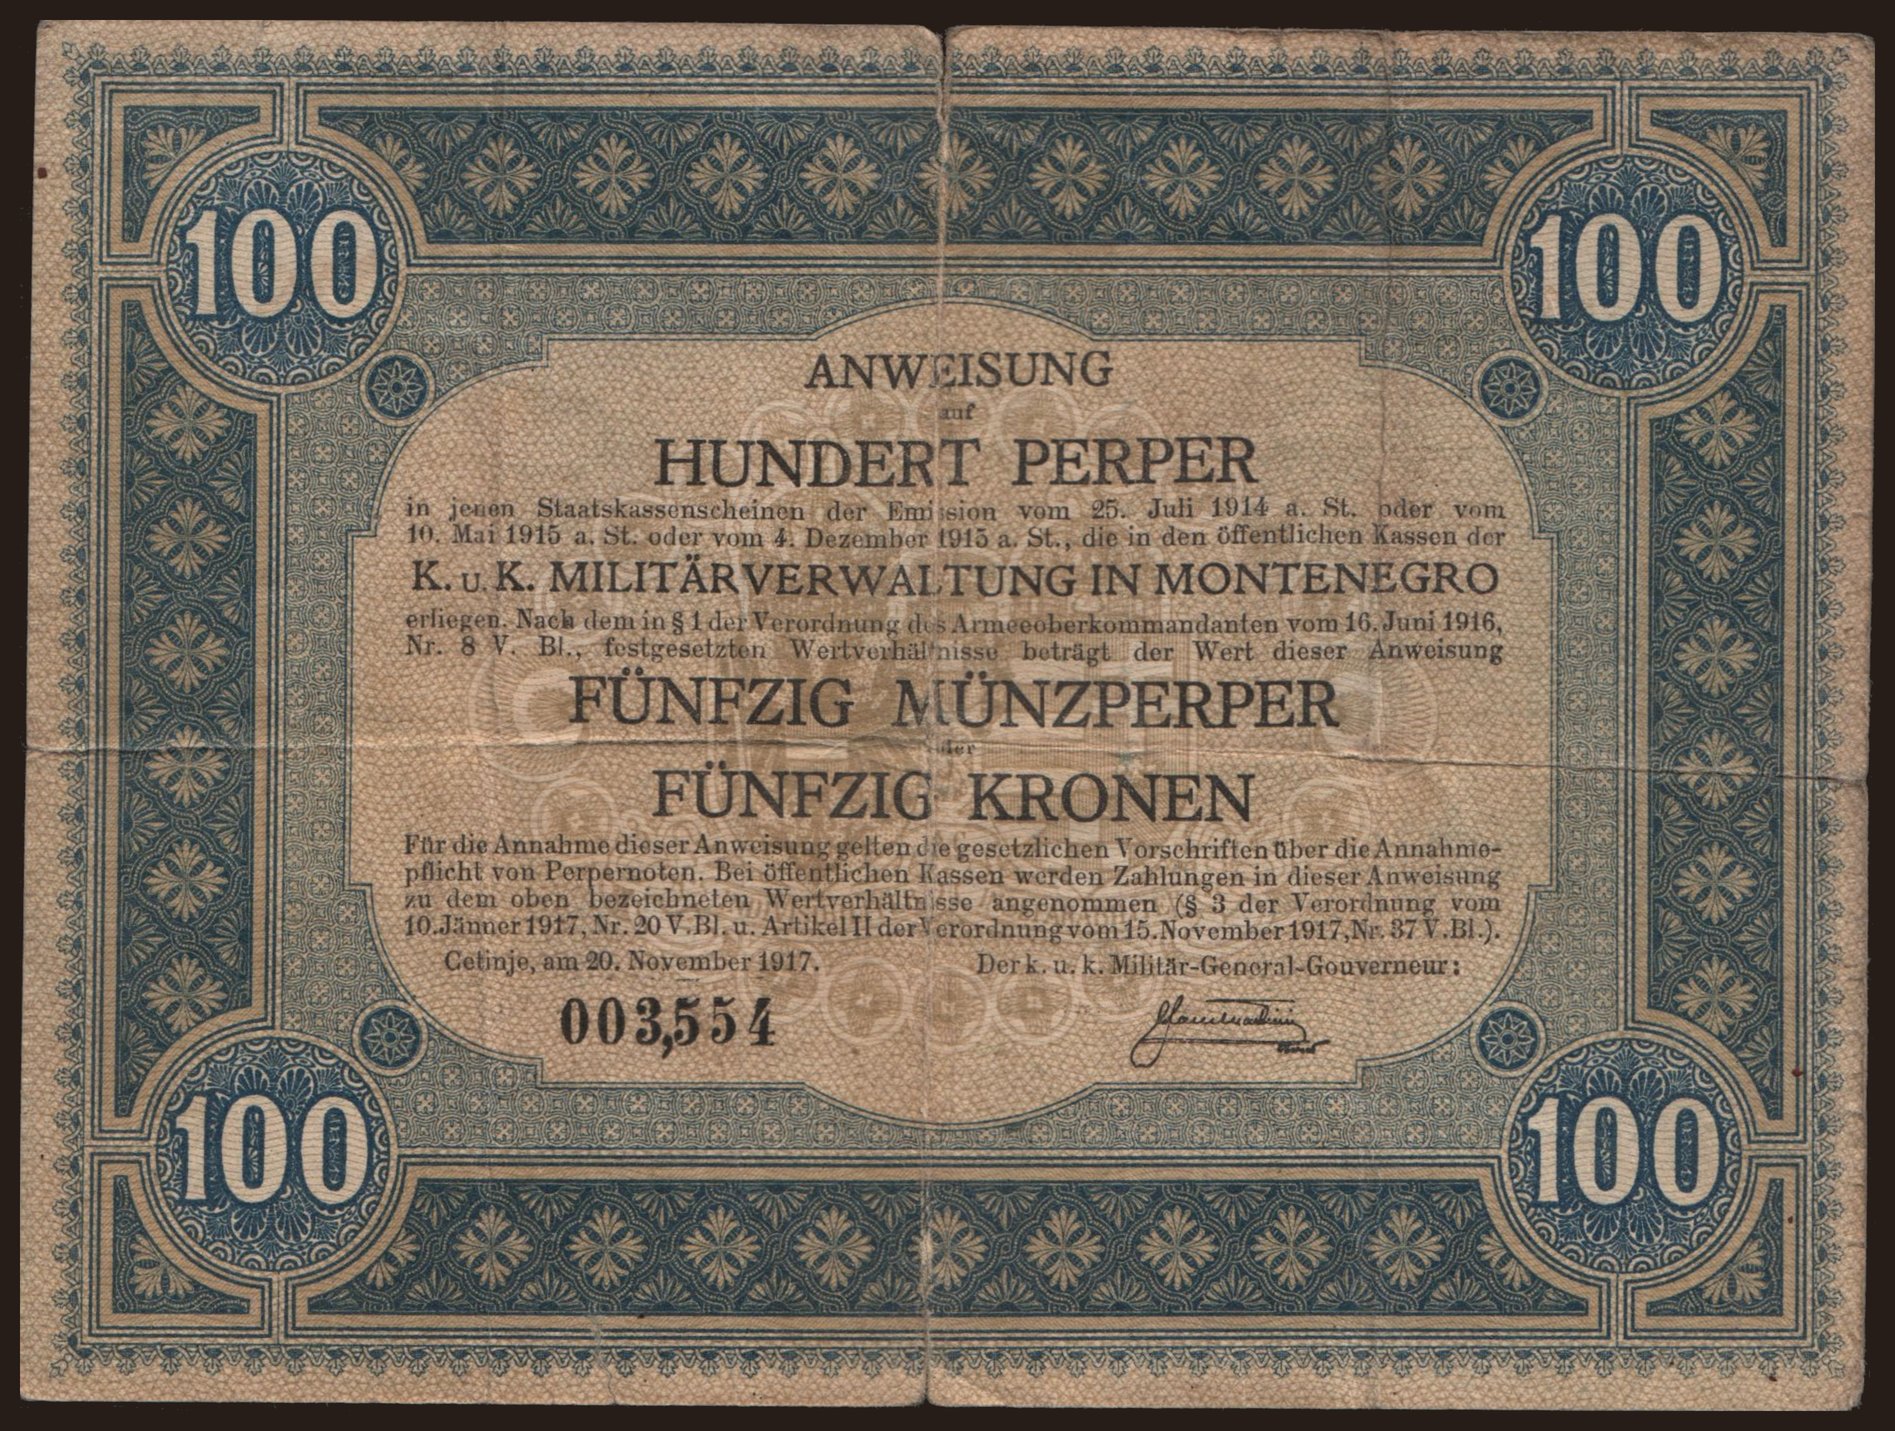 100 100
ANWEISUNG
auf
HUNDERT PERPER
in jenen Staatskassenscheinen der Emission vom 25. Juli 1914 a. St. oder vom
10. Mai 1915 a. St. oder vom 4. Dezember 1915 a. St., die in den öffentlichen Kassen der
K. U. K. MILITÄRVERWALTUNG IN MONTENEGRO
erliegen. Nach dem in § 1 der Verordnung des Armeeoberkommandanten vom 16. Juni 1916,
Nr. 8 V. Bl., festgesetzten Wertverhältnisse beträgt der Wert dieser Anweisung
FÜNFZIG MÜNZPERPER
oder
FÜNFZIG KRONEN
Für die Annahme dieser Anweisung gelten die gesetzlichen Vorschriften über die Annahme-
pflicht von Perpernoten. Bei öffentlichen Kassen werden Zahlungen in dieser Anweisung
zu dem oben bezeichneten Wertverhältnisse angenommen (§ 3 der Verordnung vom
10. Jänner 1917, Nr. 20 V. Bl. u. Artikel II der Verordnung vom 15. November 1917, Nr. 37 V. Bl.).
Cetinje, am 20. November 1917. Der k. u. k. Militär-General-Gouverneur:
003,554
100 100